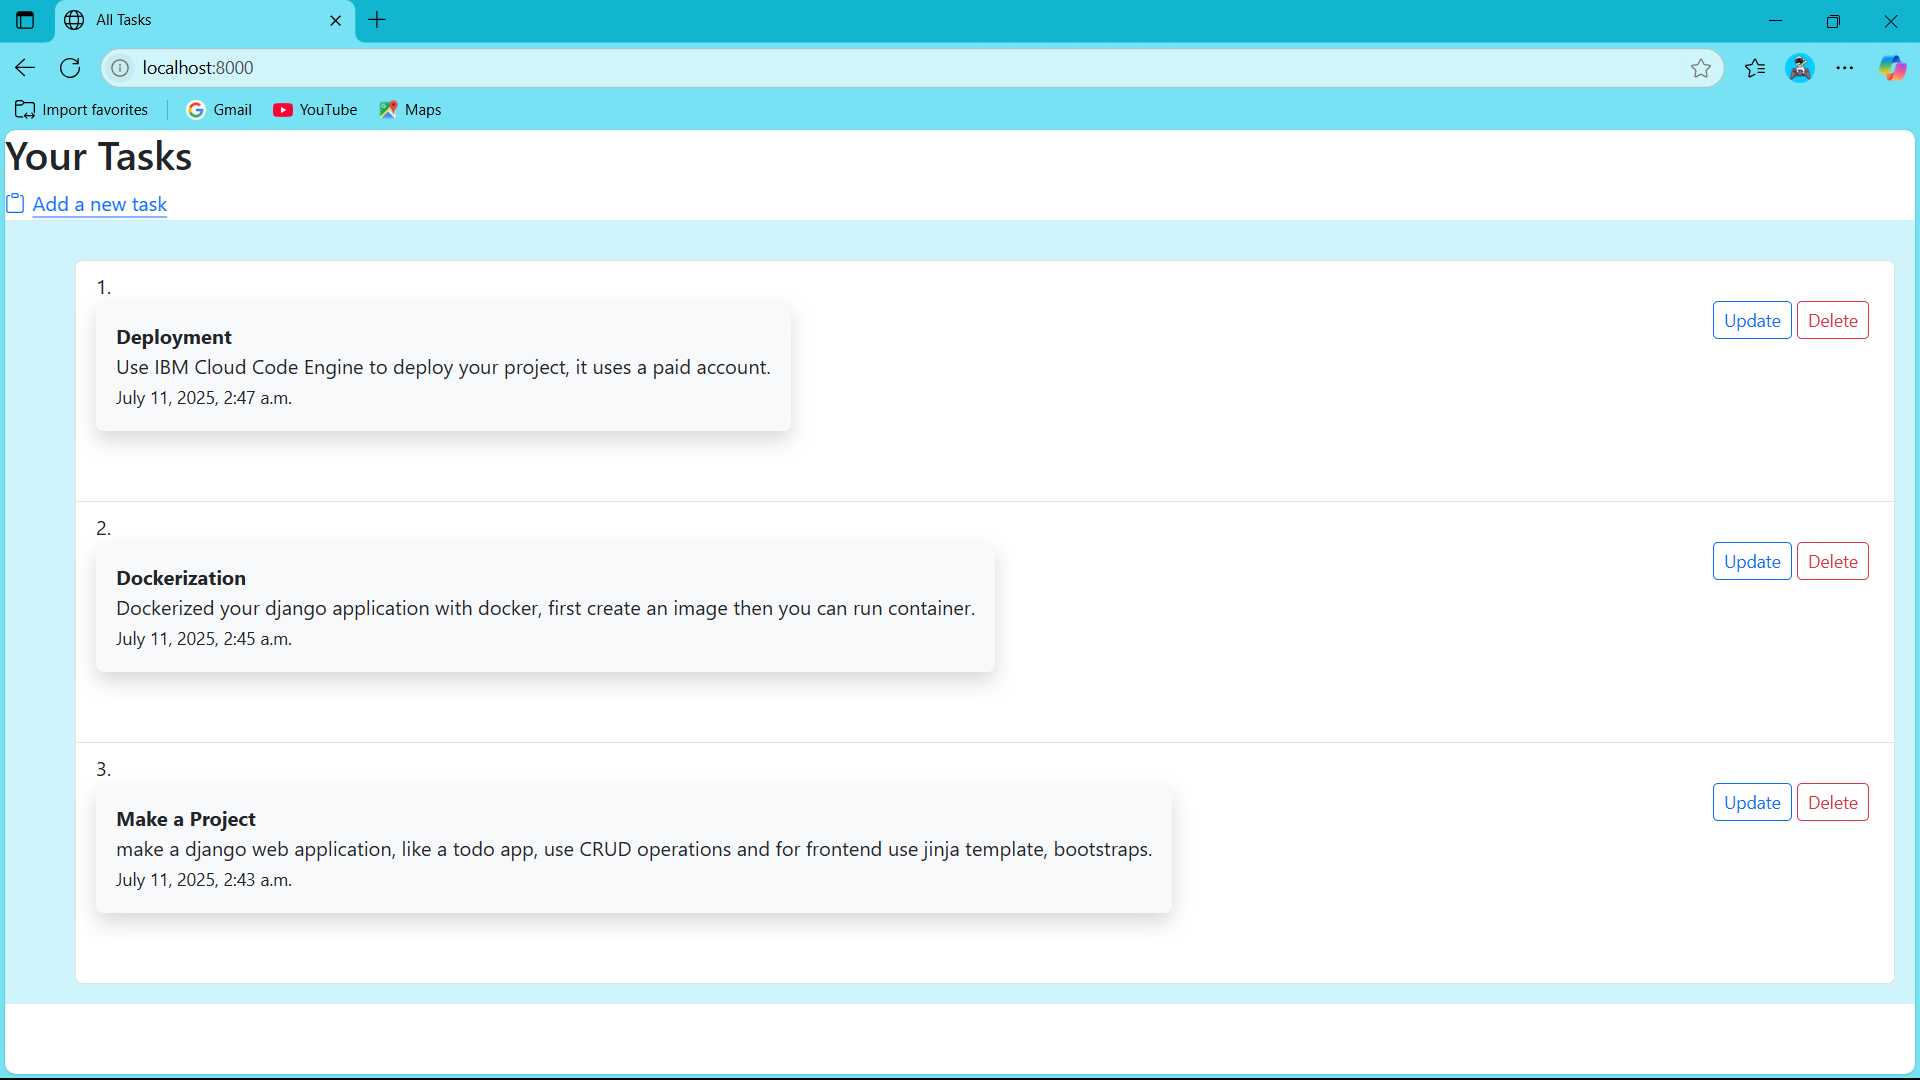 All Tasks
localhost:8000
Import favorites
Gmail
YouTube
Maps
Your Tasks
Add a new task
1.
Deployment
Use IBM Cloud Code Engine to deploy your project, it uses a paid account.
July 11, 2025, 2:47 a.m.
Update
Delete
2.
Dockerization
Dockerized your django application with docker, first create an image then you can run container.
July 11, 2025, 2:45 a.m.
Update
Delete
3.
Make a Project
make a django web application, like a todo app, use CRUD operations and for frontend use jinja template, bootstraps.
July 11, 2025, 2:43 a.m.
Update
Delete